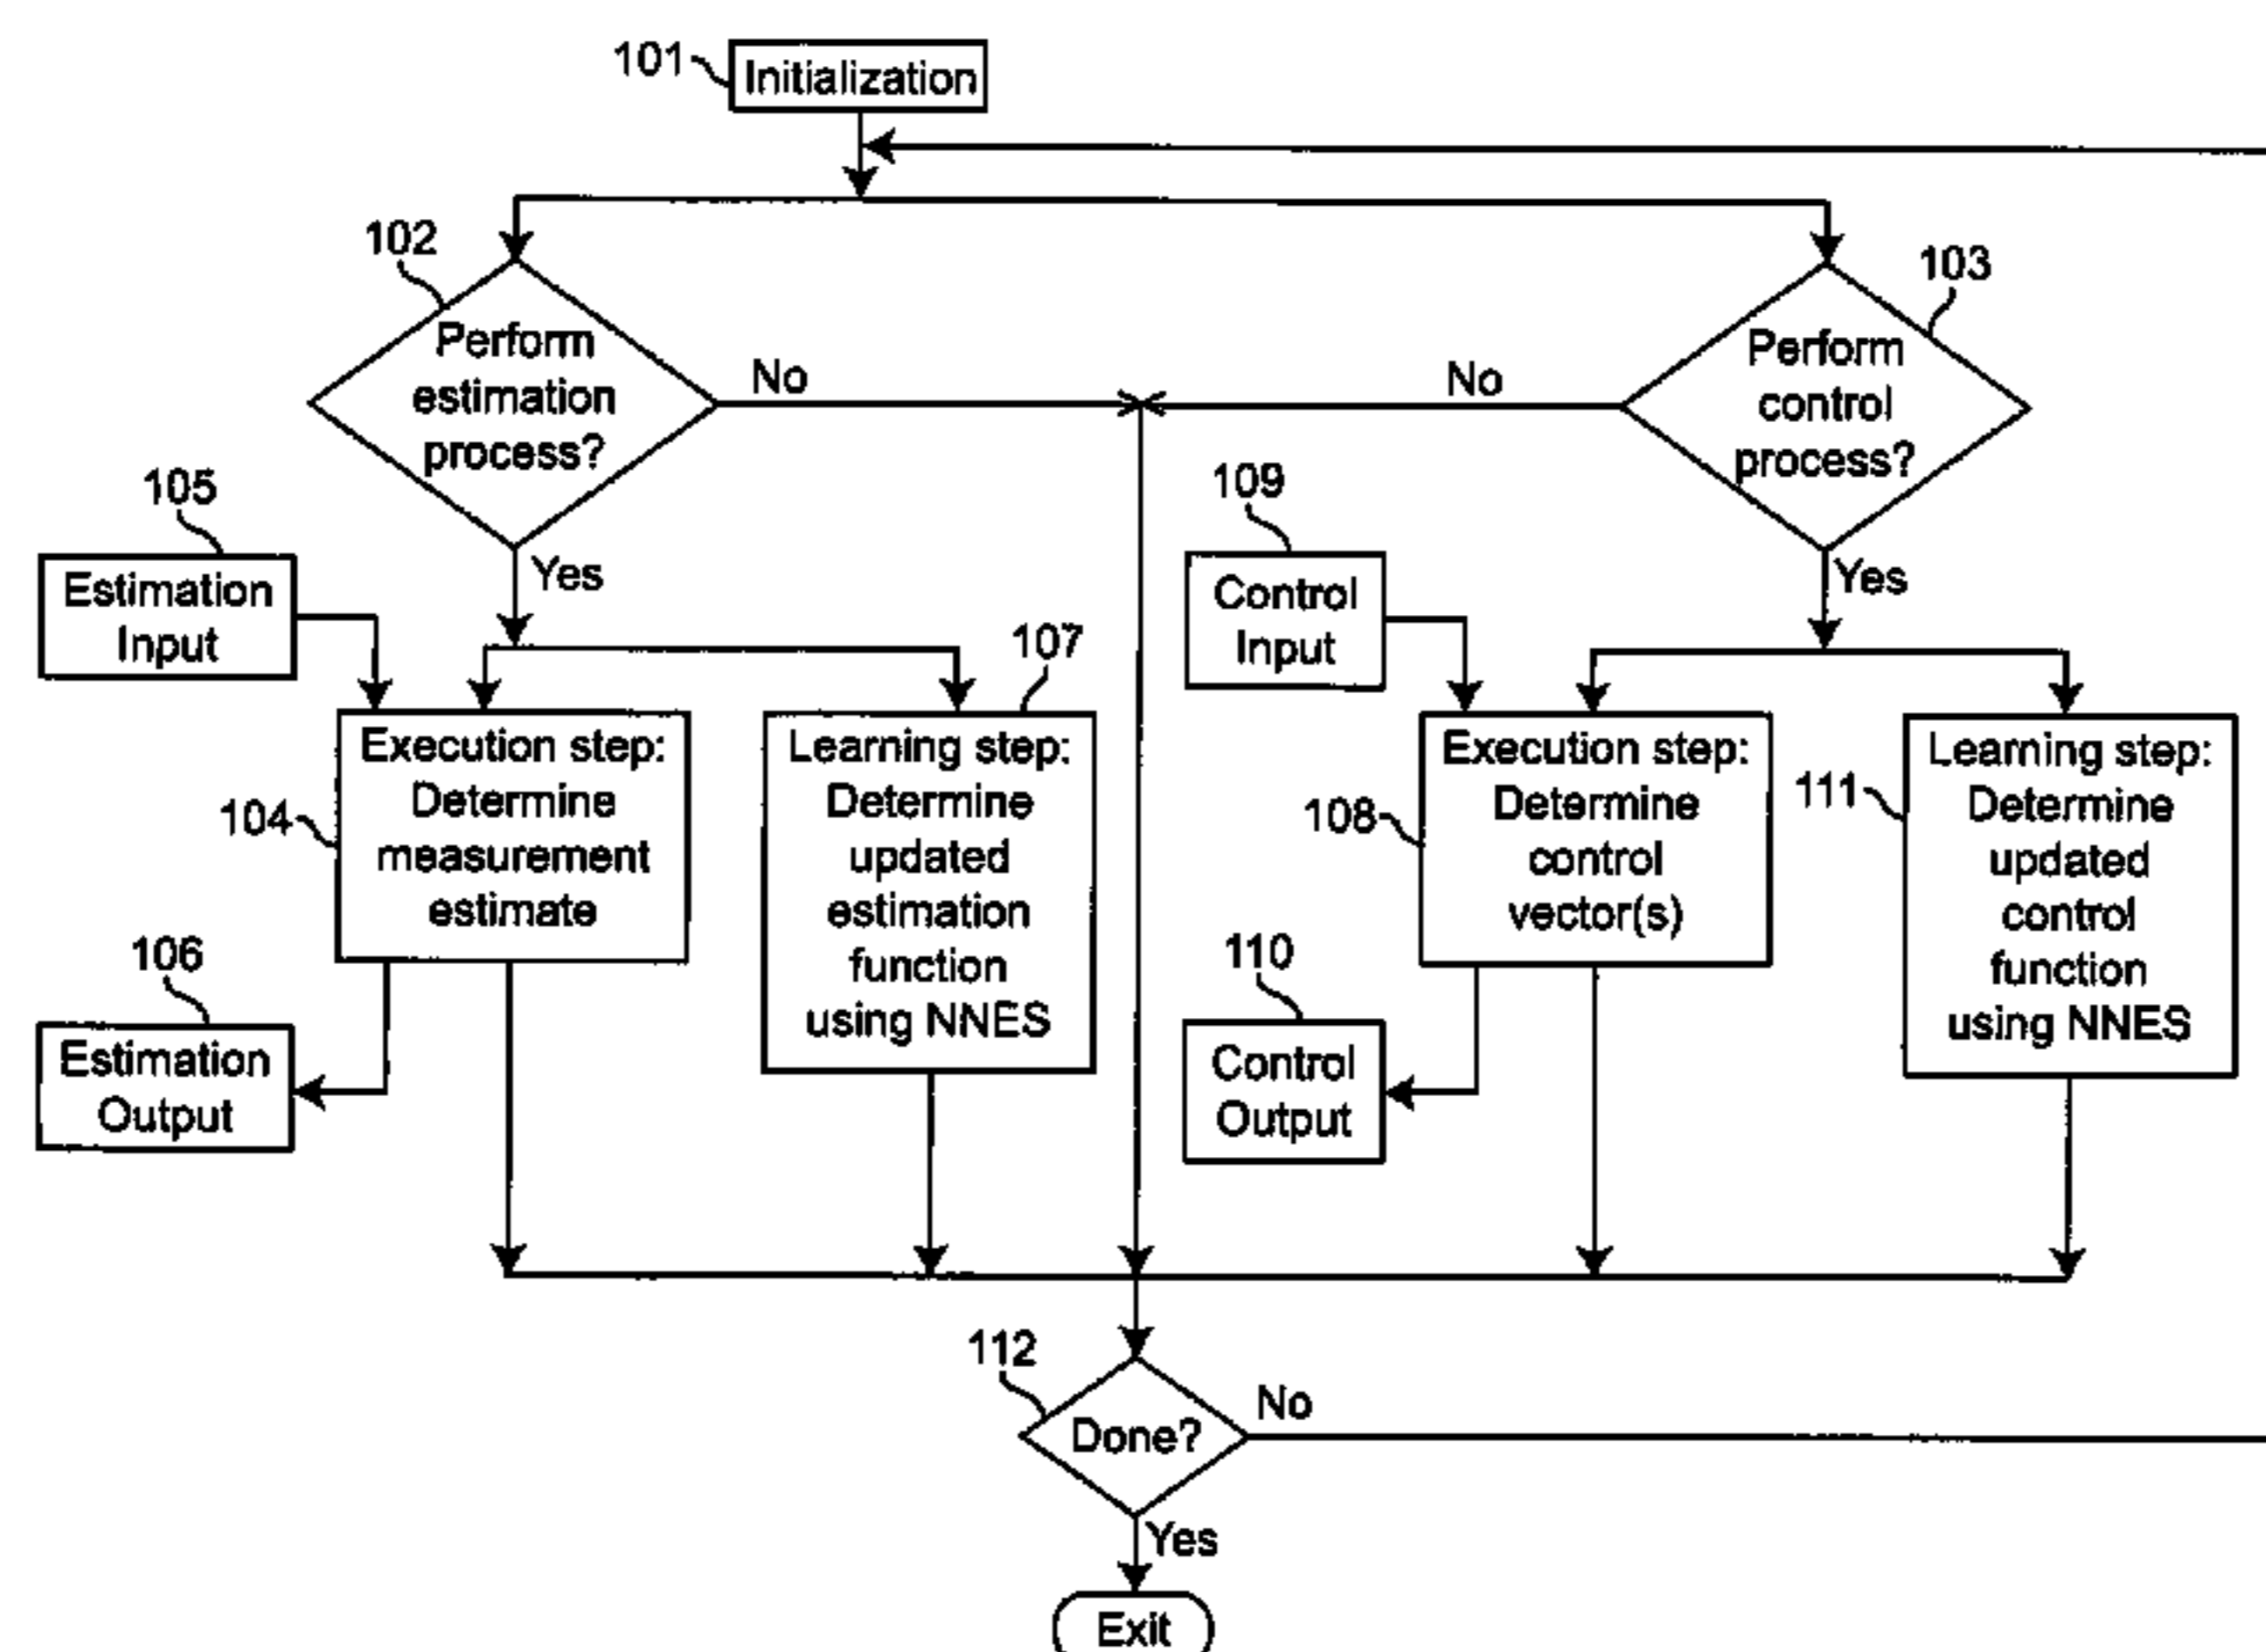 101
Initialization
102
Perform
estimation
process?
No
Yes
103
Perform
control
process?
No
Yes
105
Estimation
Input
104
Execution step:
Determine
measurement
estimate
106
Estimation
Output
107
Learning step:
Determine
updated
estimation
function
using NNES
109
Control
Input
108
Execution step:
Determine
control
vector(s)
110
Control
Output
111
Learning step:
Determine
updated
control
function
using NNES
112
Done?
No
Yes
Exit